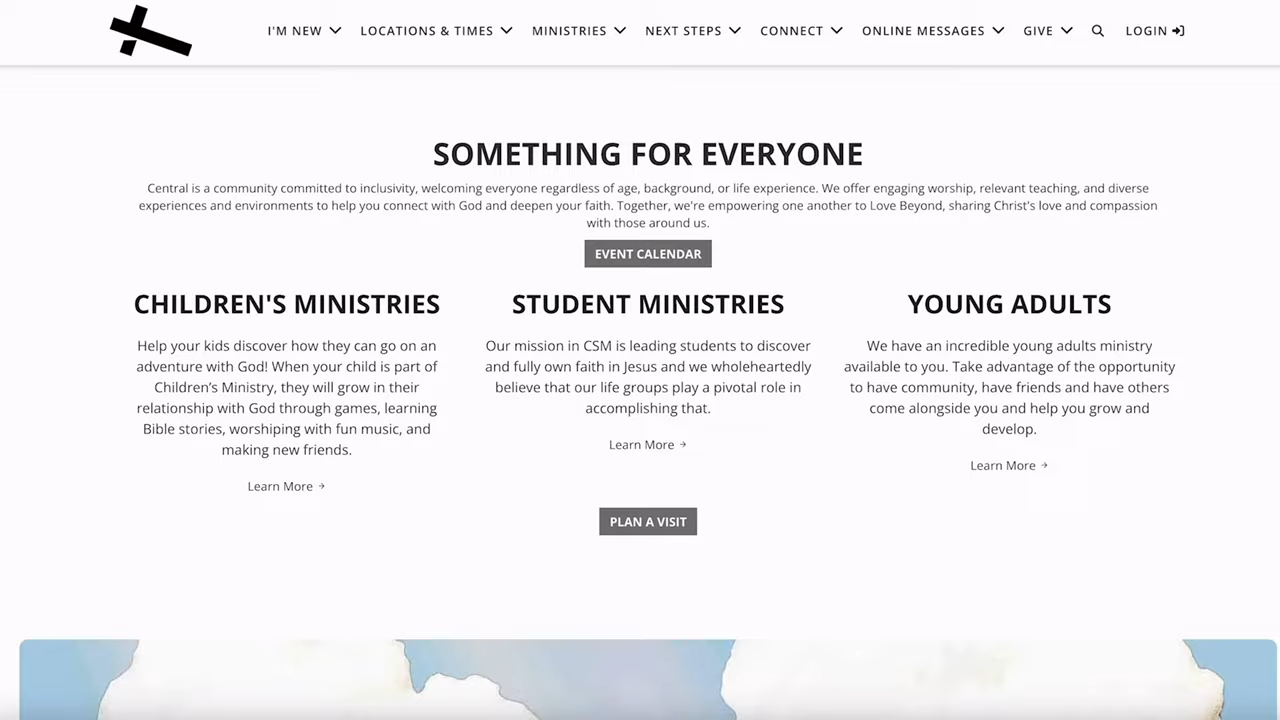 I'M NEW LOCATIONS & TIMES MINISTRIES NEXT STEPS CONNECT ONLINE MESSAGES GIVE LOGIN
SOMETHING FOR EVERYONE
Central is a community committed to inclusivity, welcoming everyone regardless of age, background, or life experience. We offer engaging worship, relevant teaching, and diverse
experiences and environments to help you connect with God and deepen your faith. Together, we're empowering one another to Love Beyond, sharing Christ's love and compassion
with those around us.
EVENT CALENDAR
CHILDREN'S MINISTRIES
Help your kids discover how they can go on an
adventure with God! When your child is part of
Children’s Ministry, they will grow in their
relationship with God through games, learning
Bible stories, worshiping with fun music, and
making new friends.
Learn More →
STUDENT MINISTRIES
Our mission in CSM is leading students to discover
and fully own faith in Jesus and we wholeheartedly
believe that our life groups play a pivotal role in
accomplishing that.
Learn More →
YOUNG ADULTS
We have an incredible young adults ministry
available to you. Take advantage of the opportunity
to have community, have friends and have others
come alongside you and help you grow and
develop.
Learn More →
PLAN A VISIT